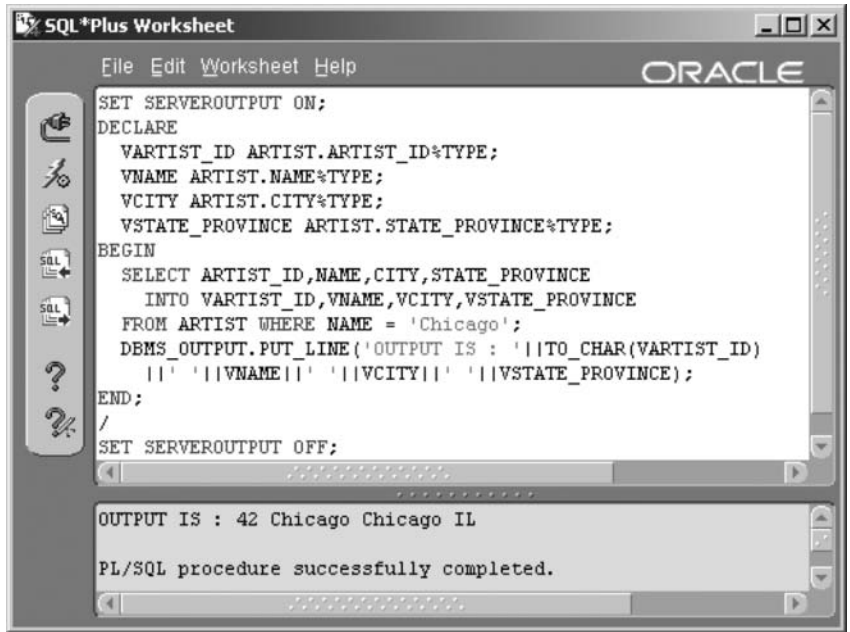 SQL*Plus Worksheet
File Edit Worksheet Help
ORACLE
SET SERVEROUTPUT ON;
DECLARE
  VARTIST_ID ARTIST.ARTIST_ID%TYPE;
  VNAME ARTIST.NAME%TYPE;
  VCITY ARTIST.CITY%TYPE;
  VSTATE_PROVINCE ARTIST.STATE_PROVINCE%TYPE;
BEGIN
  SELECT ARTIST_ID,NAME,CITY,STATE_PROVINCE
    INTO VARTIST_ID,VNAME,VCITY,VSTATE_PROVINCE
  FROM ARTIST WHERE NAME = 'Chicago';
  DBMS_OUTPUT.PUT_LINE('OUTPUT IS : '||TO_CHAR(VARTIST_ID)
    ||' '||VNAME||' '||VCITY||' '||VSTATE_PROVINCE);
END;
/
SET SERVEROUTPUT OFF;
SQL
SQL
OUTPUT IS : 42 Chicago Chicago IL
PL/SQL procedure successfully completed.